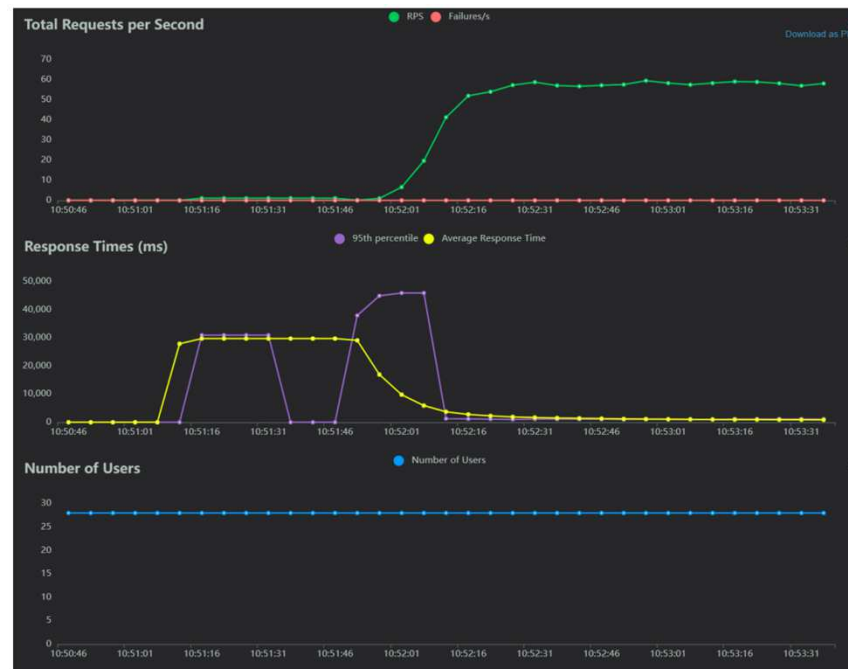 Total Requests per Second
RPS Failures/s
Download as P
70
60
50
40
30
20
10
0
10:50:46 10:51:01 10:51:16 10:51:31 10:51:46 10:52:01 10:52:16 10:52:31 10:52:46 10:53:01 10:53:16 10:53:31
Response Times (ms)
95th percentile Average Response Time
50,000
40,000
30,000
20,000
10,000
0
10:50:46 10:51:01 10:51:16 10:51:31 10:51:46 10:52:01 10:52:16 10:52:31 10:52:46 10:53:01 10:53:16 10:53:31
Number of Users
Number of Users
30
25
20
15
10
5
0
10:50:46 10:51:01 10:51:16 10:51:31 10:51:46 10:52:01 10:52:16 10:52:31 10:52:46 10:53:01 10:53:16 10:53:31